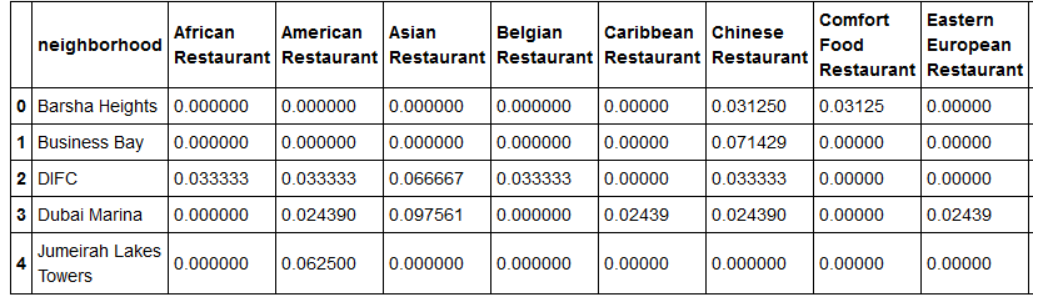 neighborhood African Restaurant American Restaurant Asian Restaurant Belgian Restaurant Caribbean Restaurant Chinese Restaurant Comfort Food Restaurant Eastern European Restaurant
0 Barsha Heights 0.000000 0.000000 0.000000 0.000000 0.00000 0.031250 0.03125 0.00000
1 Business Bay 0.000000 0.000000 0.000000 0.000000 0.00000 0.071429 0.00000 0.00000
2 DIFC 0.033333 0.033333 0.066667 0.033333 0.00000 0.033333 0.00000 0.00000
3 Dubai Marina 0.000000 0.024390 0.097561 0.000000 0.02439 0.024390 0.00000 0.02439
4 Jumeirah Lakes Towers 0.000000 0.062500 0.000000 0.000000 0.00000 0.000000 0.00000 0.00000